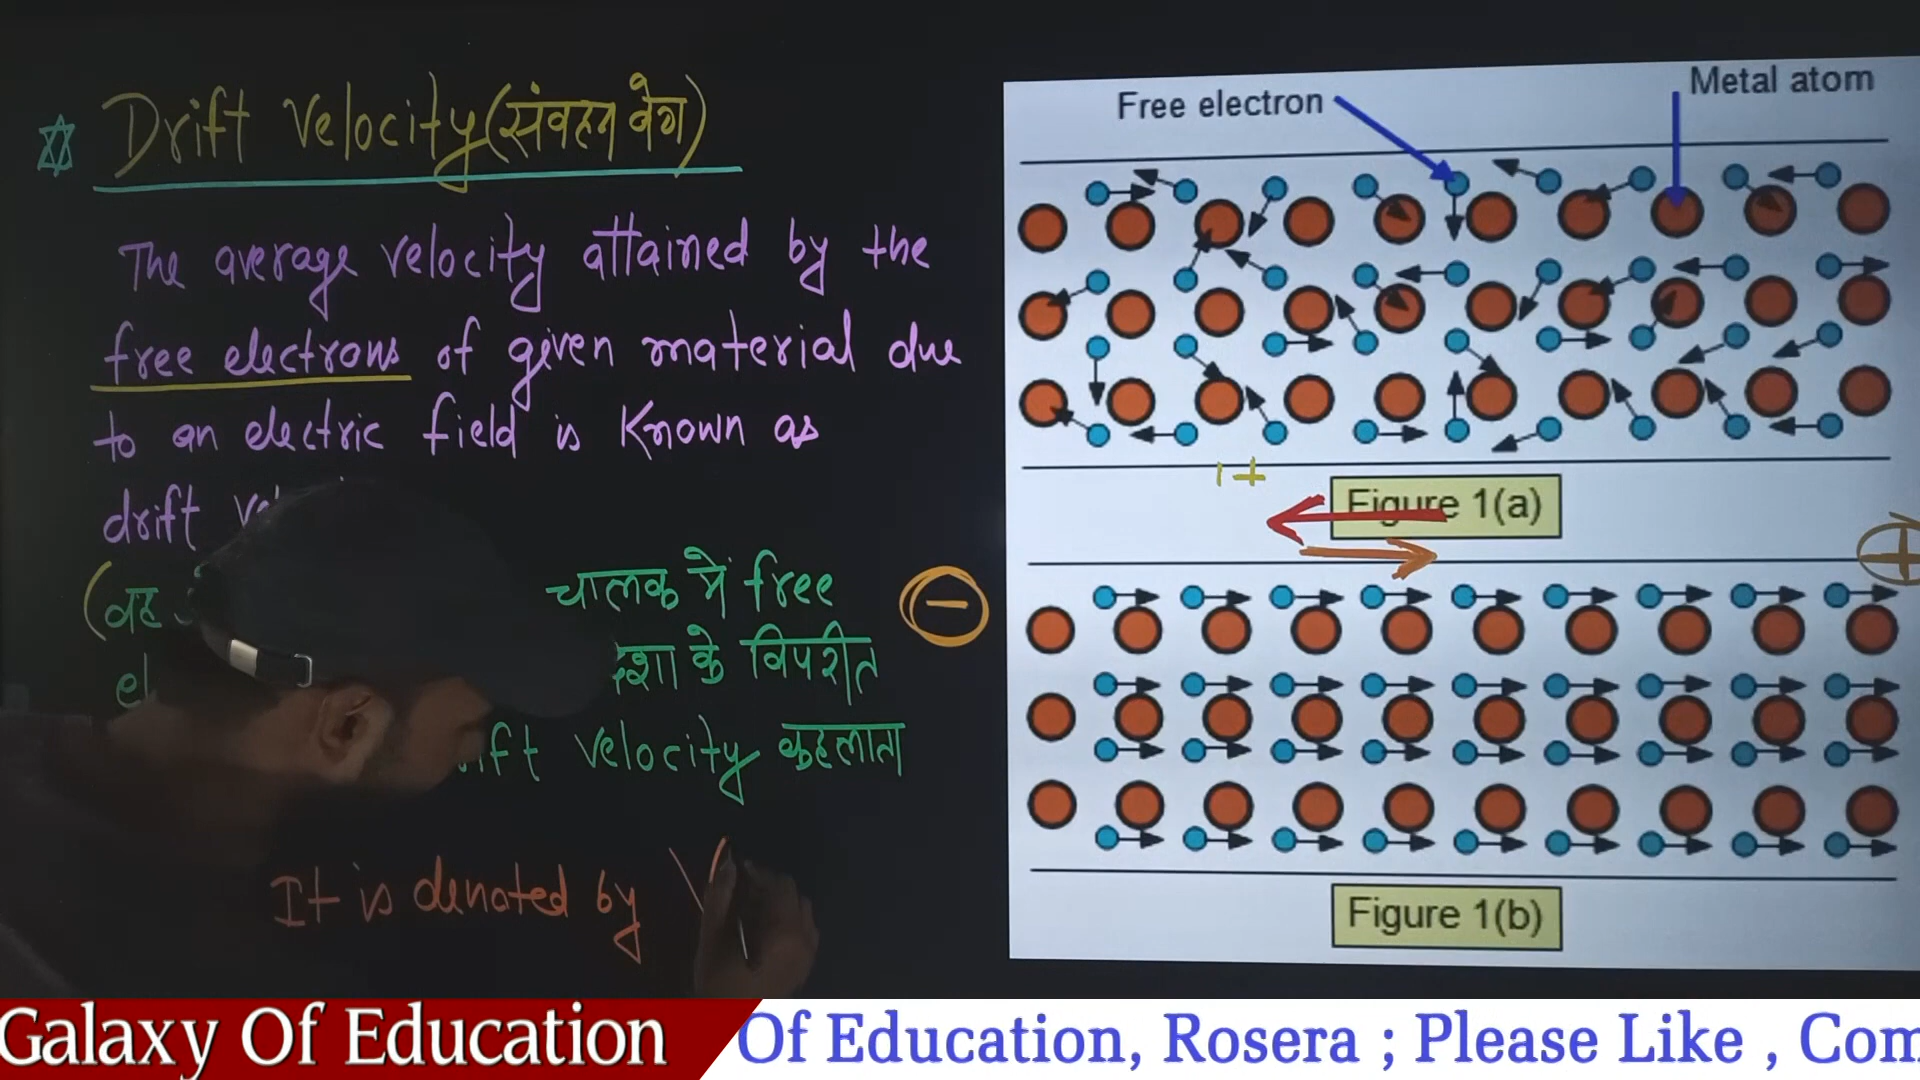 Drift Velocity (संवहन वेग)
The average velocity attained by the
free electrons of given material due
to an electric field is Known as
drift
(वह चालक में free
के विपरीत
velocity कहलाता
It is denoted by V
Free electron
Metal atom
Figure 1(a)
+
−
Figure 1(b)
Galaxy Of Education
Of Education, Rosera ; Please Like , Com